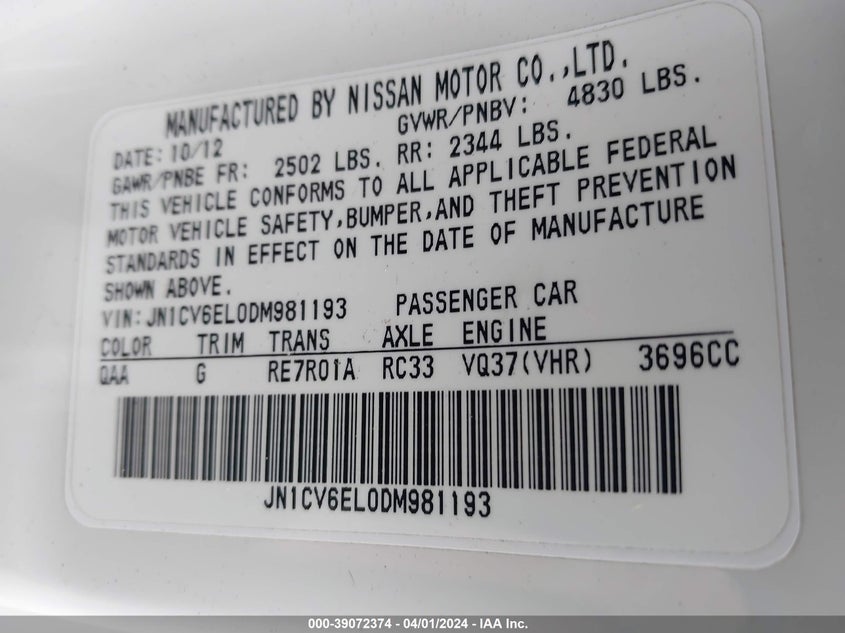 MANUFACTURED BY NISSAN MOTOR CO.,LTD.
DATE: 10/12 GVWR/PNBV: 4830 LBS.
GAWR/PNBE FR: 2502 LBS. RR: 2344 LBS.
THIS VEHICLE CONFORMS TO ALL APPLICABLE FEDERAL
MOTOR VEHICLE SAFETY,BUMPER,AND THEFT PREVENTION
STANDARDS IN EFFECT ON THE DATE OF MANUFACTURE
SHOWN ABOVE.
VIN: JN1CV6EL0DM981193 PASSENGER CAR
COLOR TRIM TRANS AXLE ENGINE
QAA G RE7R01A RC33 VQ37(VHR) 3696CC
JN1CV6EL0DM981193
000-39072374 - 04/01/2024 - IAA Inc.